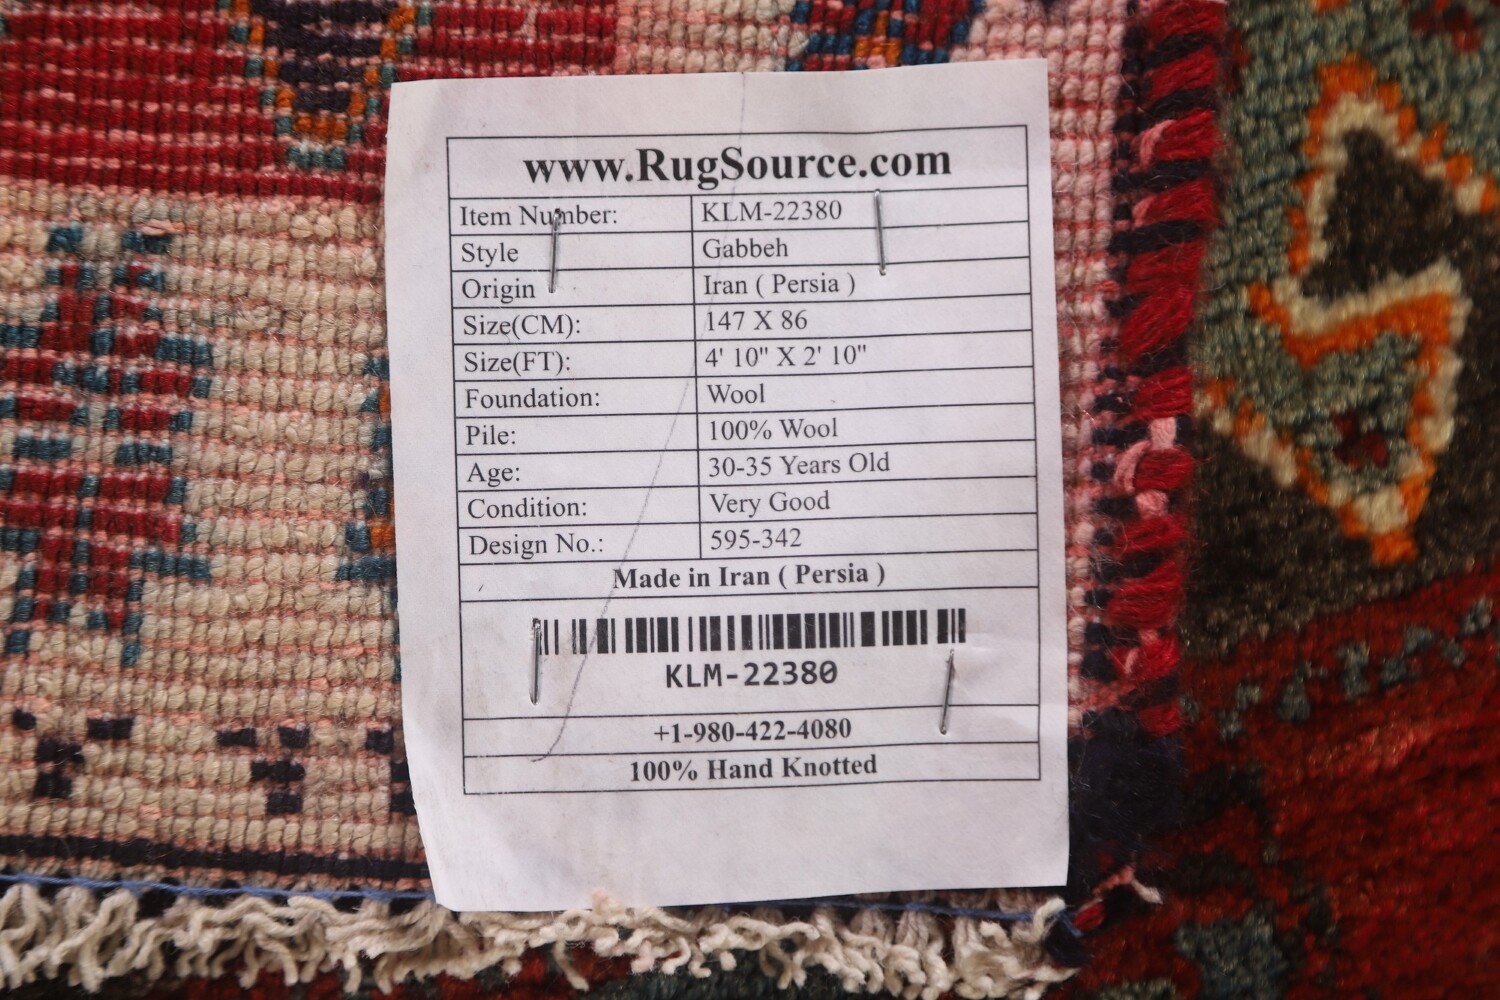 www.RugSource.com
Item Number: KLM-22380
Style Gabbeh
Origin Iran ( Persia )
Size(CM): 147 X 86
Size(FT): 4' 10" X 2' 10"
Foundation: Wool
Pile: 100% Wool
Age: 30-35 Years Old
Condition: Very Good
Design No.: 595-342
Made in Iran ( Persia )
KLM-22380
+1-980-422-4080
100% Hand Knotted